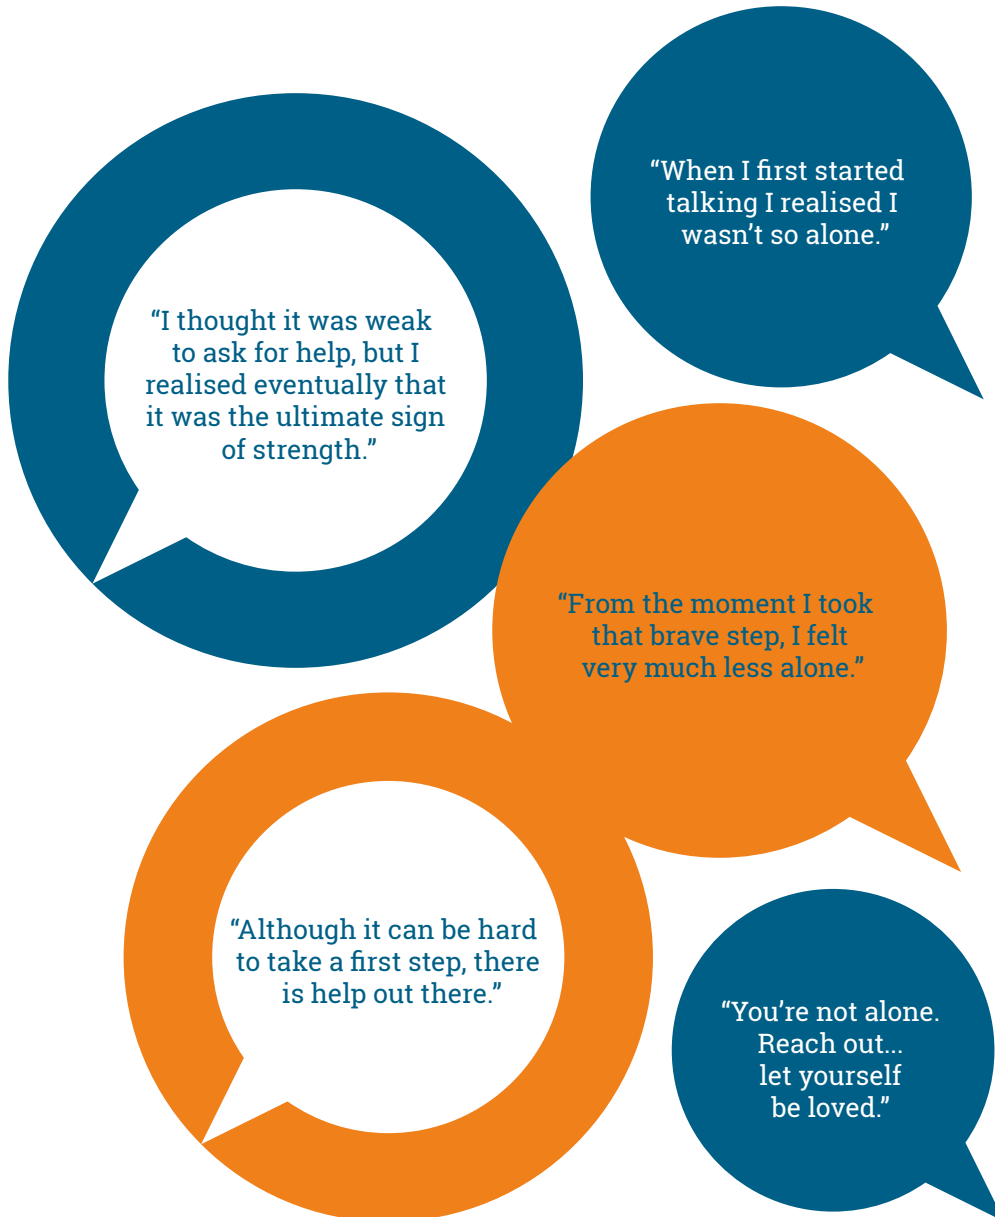 “When I first started
talking I realised I
wasn’t so alone.”
“I thought it was weak
to ask for help, but I
realised eventually that
it was the ultimate sign
of strength.”
“From the moment I took
that brave step, I felt
very much less alone.”
“Although it can be hard
to take a first step, there
is help out there.”
“You’re not alone.
Reach out...
let yourself
be loved.”